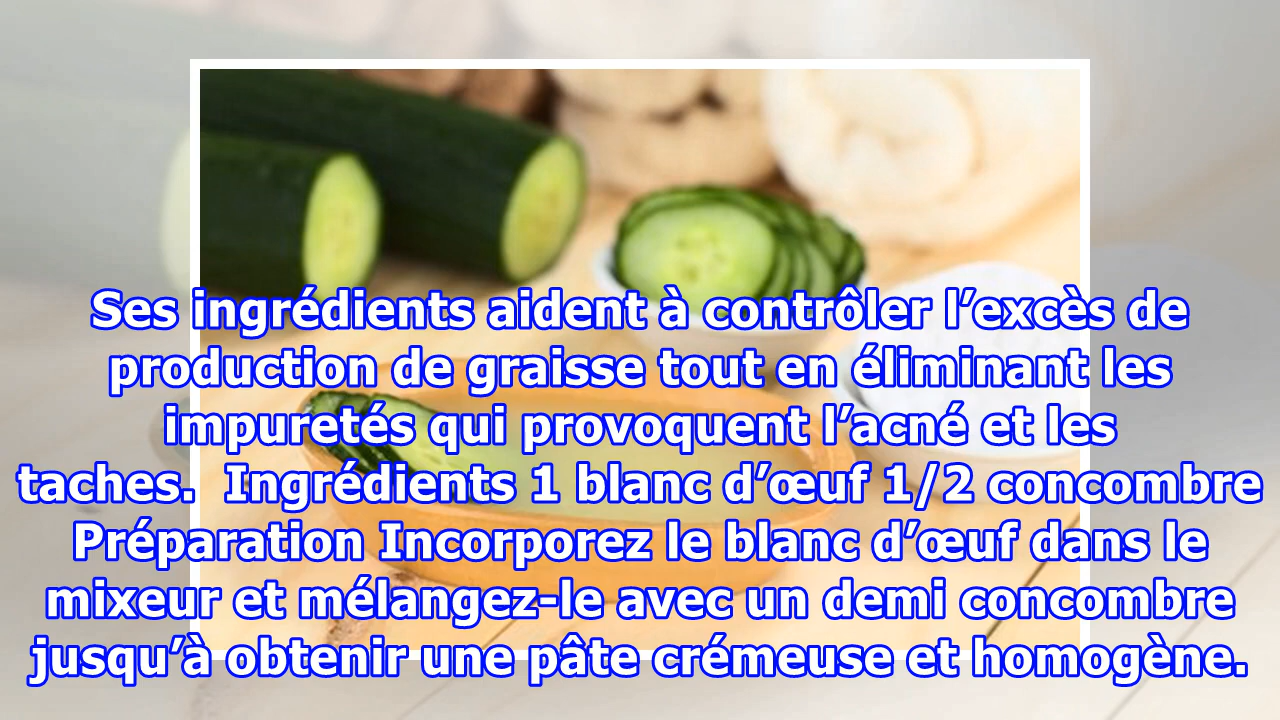 Ses ingrédients aident à contrôler l’excès de
production de graisse tout en éliminant les
impuretés qui provoquent l’acné et les
taches.  Ingrédients 1 blanc d’œuf 1/2 concombre
Préparation Incorporez le blanc d’œuf dans le
mixeur et mélangez-le avec un demi concombre
jusqu’à obtenir une pâte crémeuse et homogène.